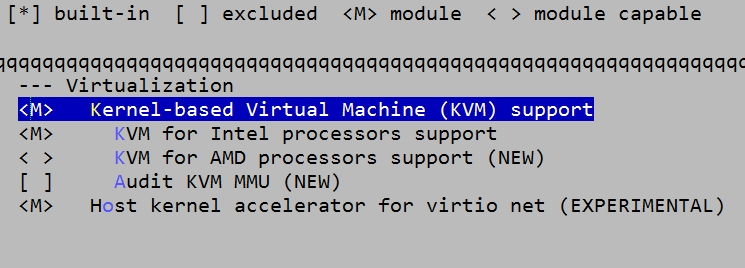 [*] built-in [ ] excluded <M> module < > module capable
qqqqqqqqqqqqqqqqqqqqqqqqqqqqqqqqqqqqqqqqqqqqqqqqqqqqqqqqqqqqqq
--- Virtualization
<M> Kernel-based Virtual Machine (KVM) support
<M> KVM for Intel processors support
< > KVM for AMD processors support (NEW)
[ ] Audit KVM MMU (NEW)
<M> Host kernel accelerator for virtio net (EXPERIMENTAL)